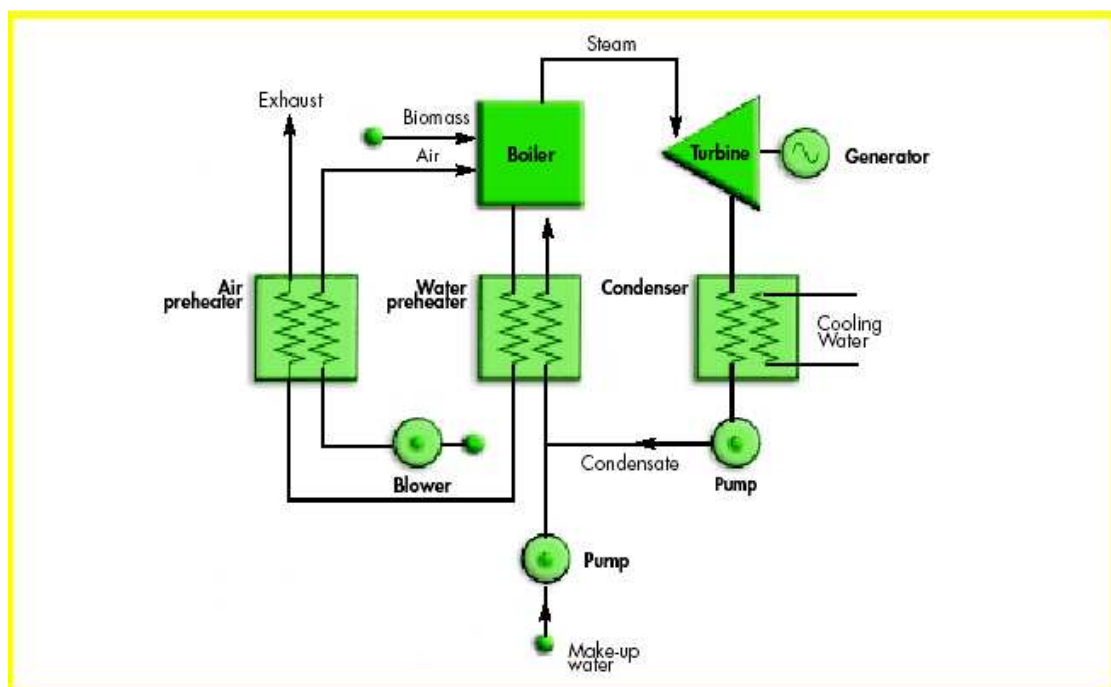 Steam
Exhaust
Biomass
Air
Boiler
Turbine
Generator
Air
preheater
Water
preheater
Condenser
Cooling
Water
Blower
Condensate
Pump
Pump
Make-up
water